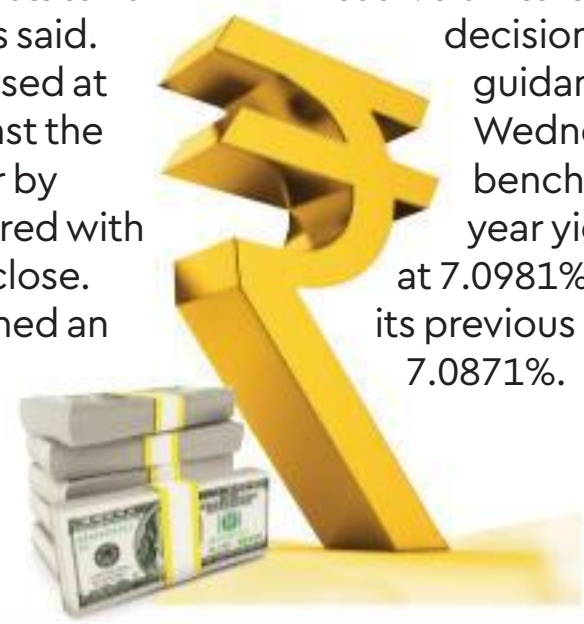 s said.
sed at
ast the
r by
red with
close.
ned an
decision
guidan
Wedne
bench
year yie
at 7.0981%
its previous
7.0871%.